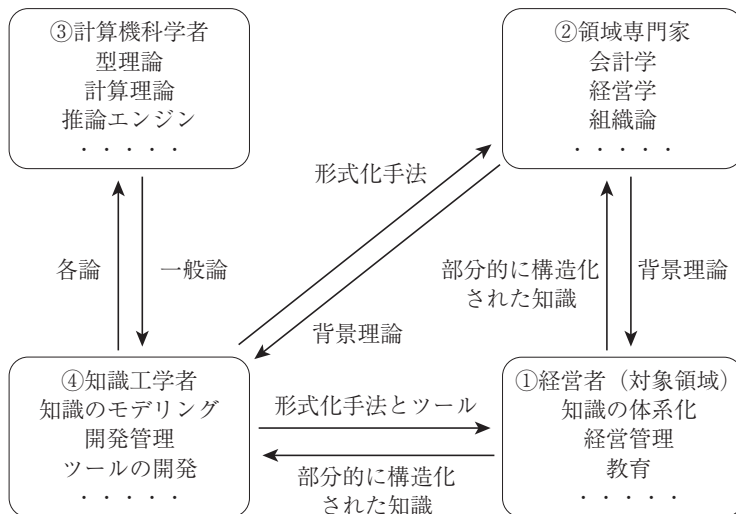 ③計算機科学者
型理論
計算理論
推論エンジン
・・・・・
②領域専門家
会計学
経営学
組織論
・・・・・
形式化手法
各論
一般論
背景理論
部分的に構造化
された知識
背景理論
④知識工学者
知識のモデリング
開発管理
ツールの開発
・・・・・
形式化手法とツール
部分的に構造化
された知識
①経営者（対象領域）
知識の体系化
経営管理
教育
・・・・・